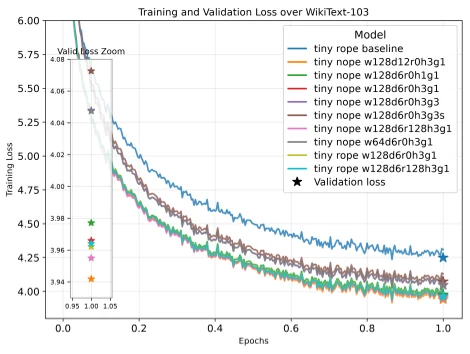 Training and Validation Loss over WikiText-103
6.00
5.75
5.50
5.25
5.00
4.75
4.50
4.25
4.00
Training Loss
0.0
0.2
0.4
0.6
0.8
1.0
Epochs
Valid Loss Zoom
4.08
4.06
4.04
4.02
4.00
3.98
3.96
3.94
0.95 1.00 1.05
Model
tiny rope baseline
tiny nope w128d12r0h3g1
tiny nope w128d6r0h1g1
tiny nope w128d6r0h3g1
tiny nope w128d6r0h3g3
tiny nope w128d6r0h3g3s
tiny nope w128d6r128h3g1
tiny nope w64d6r0h3g1
tiny rope w128d6r0h3g1
tiny rope w128d6r128h3g1
Validation loss